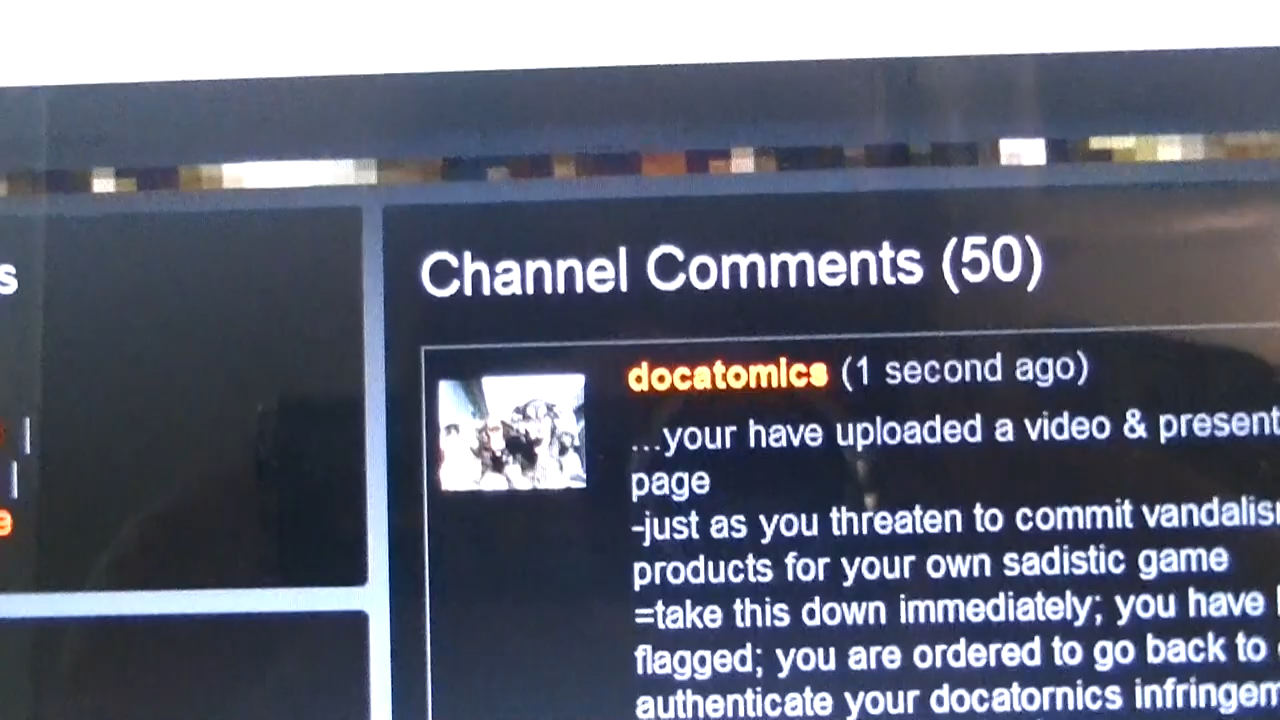 s
Channel Comments (50)
docatomics (1 second ago)
...your have uploaded a video & present
page
-just as you threaten to commit
products for your own sadistic game
=take this down immediately; you have
flagged; you are ordered to go back to
authenticate your docatornics